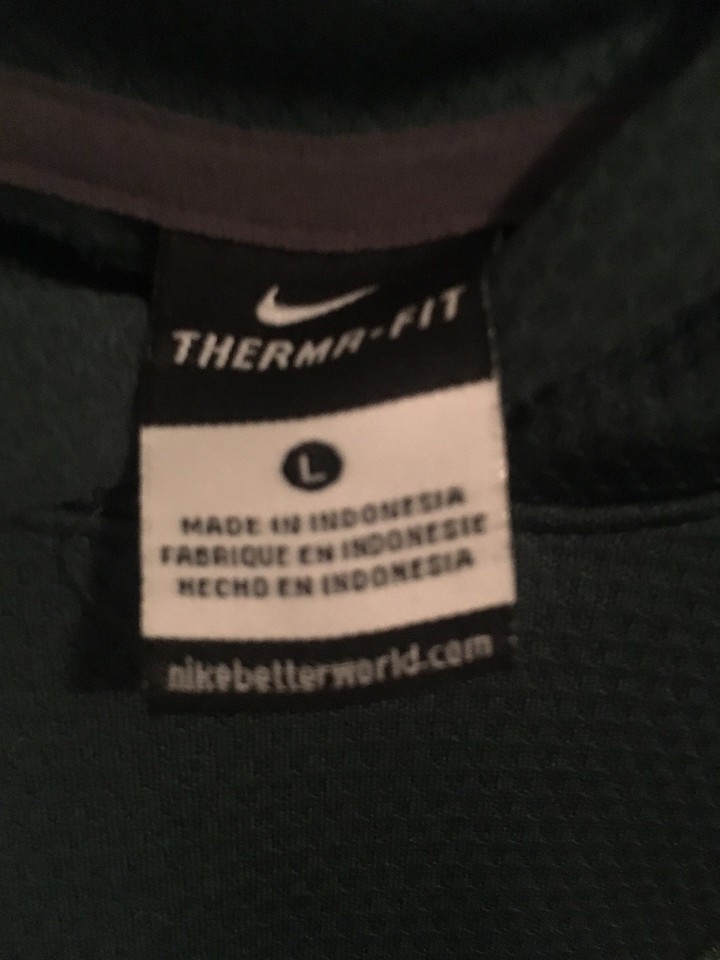 THERMA-FIT
L
MADE IN INDONESIA
FABRIQUE EN INDONESIE
HECHO EN INDONESIA
nikebetterworld.com